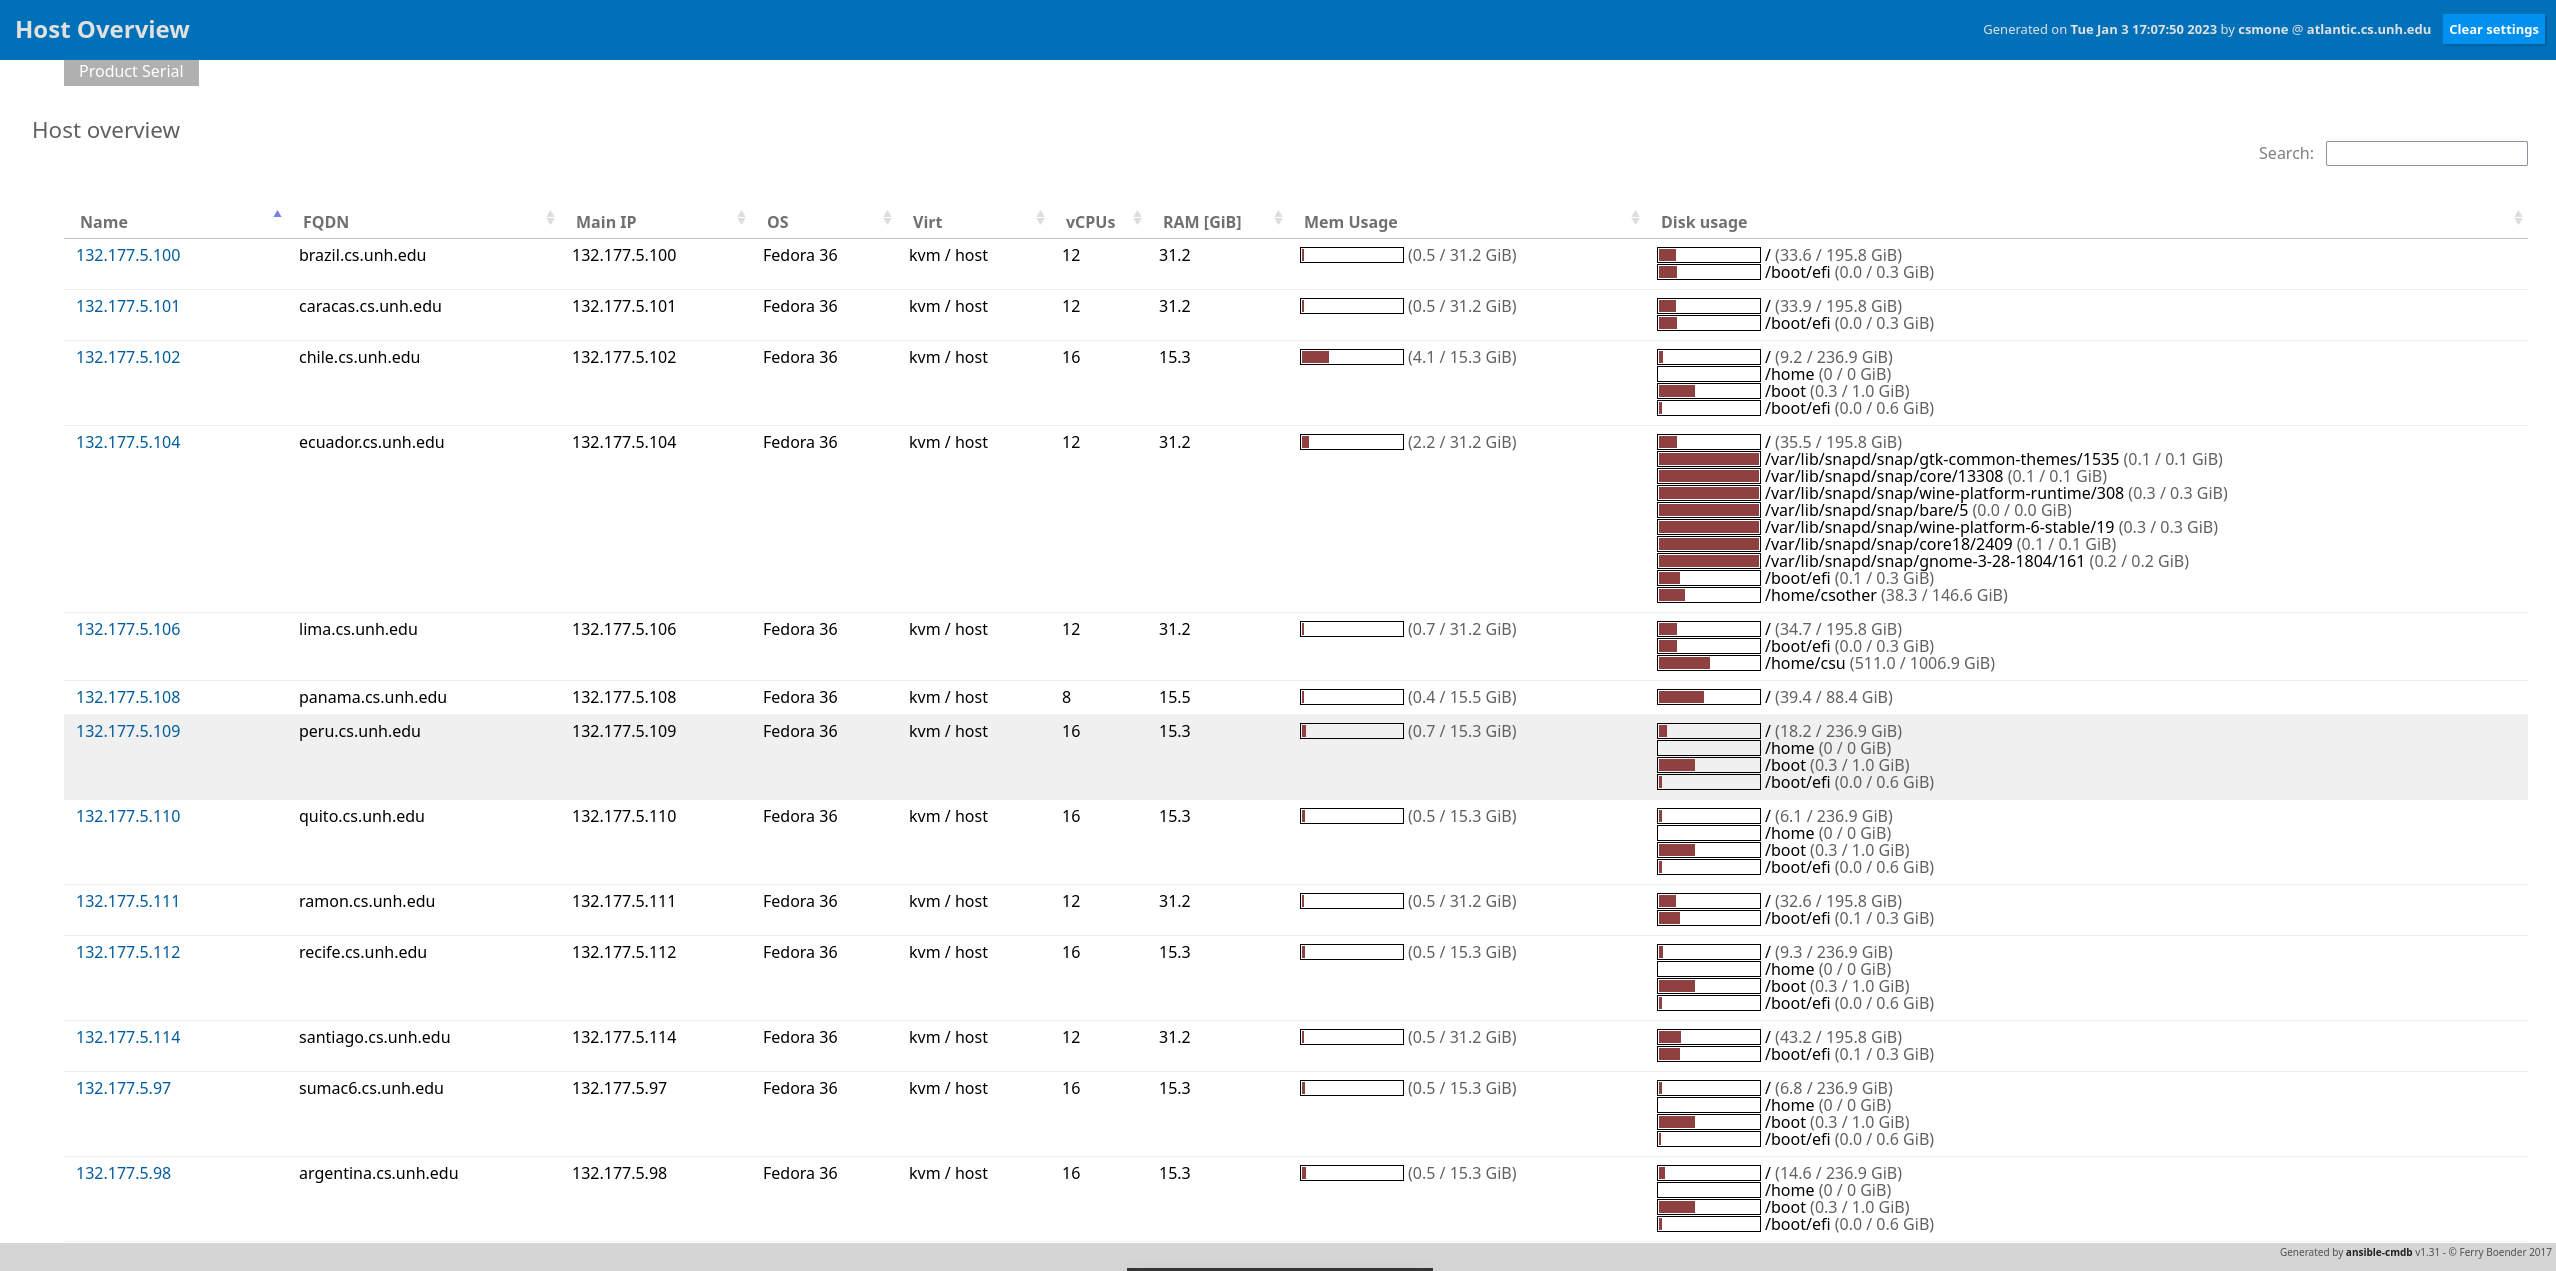 Host Overview
Generated on Tue Jan 3 17:07:50 2023 by csmone @ atlantic.cs.unh.edu Clear settings
Product Serial
Host overview
Search:
Name FQDN Main IP OS Virt vCPUs RAM [GiB] Mem Usage Disk usage
132.177.5.100 brazil.cs.unh.edu 132.177.5.100 Fedora 36 kvm / host 12 31.2 (0.5 / 31.2 GiB) / (33.6 / 195.8 GiB)
/boot/efi (0.0 / 0.3 GiB)
132.177.5.101 caracas.cs.unh.edu 132.177.5.101 Fedora 36 kvm / host 12 31.2 (0.5 / 31.2 GiB) / (33.9 / 195.8 GiB)
/boot/efi (0.0 / 0.3 GiB)
132.177.5.102 chile.cs.unh.edu 132.177.5.102 Fedora 36 kvm / host 16 15.3 (4.1 / 15.3 GiB) / (9.2 / 236.9 GiB)
/home (0 / 0 GiB)
/boot (0.3 / 1.0 GiB)
/boot/efi (0.0 / 0.6 GiB)
132.177.5.104 ecuador.cs.unh.edu 132.177.5.104 Fedora 36 kvm / host 12 31.2 (2.2 / 31.2 GiB) / (35.5 / 195.8 GiB)
/var/lib/snapd/snap/gtk-common-themes/1535 (0.1 / 0.1 GiB)
/var/lib/snapd/snap/core/13308 (0.1 / 0.1 GiB)
/var/lib/snapd/snap/wine-platform-runtime/308 (0.3 / 0.3 GiB)
/var/lib/snapd/snap/bare/5 (0.0 / 0.0 GiB)
/var/lib/snapd/snap/wine-platform-6-stable/19 (0.3 / 0.3 GiB)
/var/lib/snapd/snap/core18/2409 (0.1 / 0.1 GiB)
/var/lib/snapd/snap/gnome-3-28-1804/161 (0.2 / 0.2 GiB)
/boot/efi (0.1 / 0.3 GiB)
/home/csother (38.3 / 146.6 GiB)
132.177.5.106 lima.cs.unh.edu 132.177.5.106 Fedora 36 kvm / host 12 31.2 (0.7 / 31.2 GiB) / (34.7 / 195.8 GiB)
/boot/efi (0.0 / 0.3 GiB)
/home/csu (511.0 / 1006.9 GiB)
132.177.5.108 panama.cs.unh.edu 132.177.5.108 Fedora 36 kvm / host 8 15.5 (0.4 / 15.5 GiB) / (39.4 / 88.4 GiB)
132.177.5.109 peru.cs.unh.edu 132.177.5.109 Fedora 36 kvm / host 16 15.3 (0.7 / 15.3 GiB) / (18.2 / 236.9 GiB)
/home (0 / 0 GiB)
/boot (0.3 / 1.0 GiB)
/boot/efi (0.0 / 0.6 GiB)
132.177.5.110 quito.cs.unh.edu 132.177.5.110 Fedora 36 kvm / host 16 15.3 (0.5 / 15.3 GiB) / (6.1 / 236.9 GiB)
/home (0 / 0 GiB)
/boot (0.3 / 1.0 GiB)
/boot/efi (0.0 / 0.6 GiB)
132.177.5.111 ramon.cs.unh.edu 132.177.5.111 Fedora 36 kvm / host 12 31.2 (0.5 / 31.2 GiB) / (32.6 / 195.8 GiB)
/boot/efi (0.1 / 0.3 GiB)
132.177.5.112 recife.cs.unh.edu 132.177.5.112 Fedora 36 kvm / host 16 15.3 (0.5 / 15.3 GiB) / (9.3 / 236.9 GiB)
/home (0 / 0 GiB)
/boot (0.3 / 1.0 GiB)
/boot/efi (0.0 / 0.6 GiB)
132.177.5.114 santiago.cs.unh.edu 132.177.5.114 Fedora 36 kvm / host 12 31.2 (0.5 / 31.2 GiB) / (43.2 / 195.8 GiB)
/boot/efi (0.1 / 0.3 GiB)
132.177.5.97 sumac6.cs.unh.edu 132.177.5.97 Fedora 36 kvm / host 16 15.3 (0.5 / 15.3 GiB) / (6.8 / 236.9 GiB)
/home (0 / 0 GiB)
/boot (0.3 / 1.0 GiB)
/boot/efi (0.0 / 0.6 GiB)
132.177.5.98 argentina.cs.unh.edu 132.177.5.98 Fedora 36 kvm / host 16 15.3 (0.5 / 15.3 GiB) / (14.6 / 236.9 GiB)
/home (0 / 0 GiB)
/boot (0.3 / 1.0 GiB)
/boot/efi (0.0 / 0.6 GiB)
Generated by ansible-cmdb v1.31 - © Ferry Boender 2017